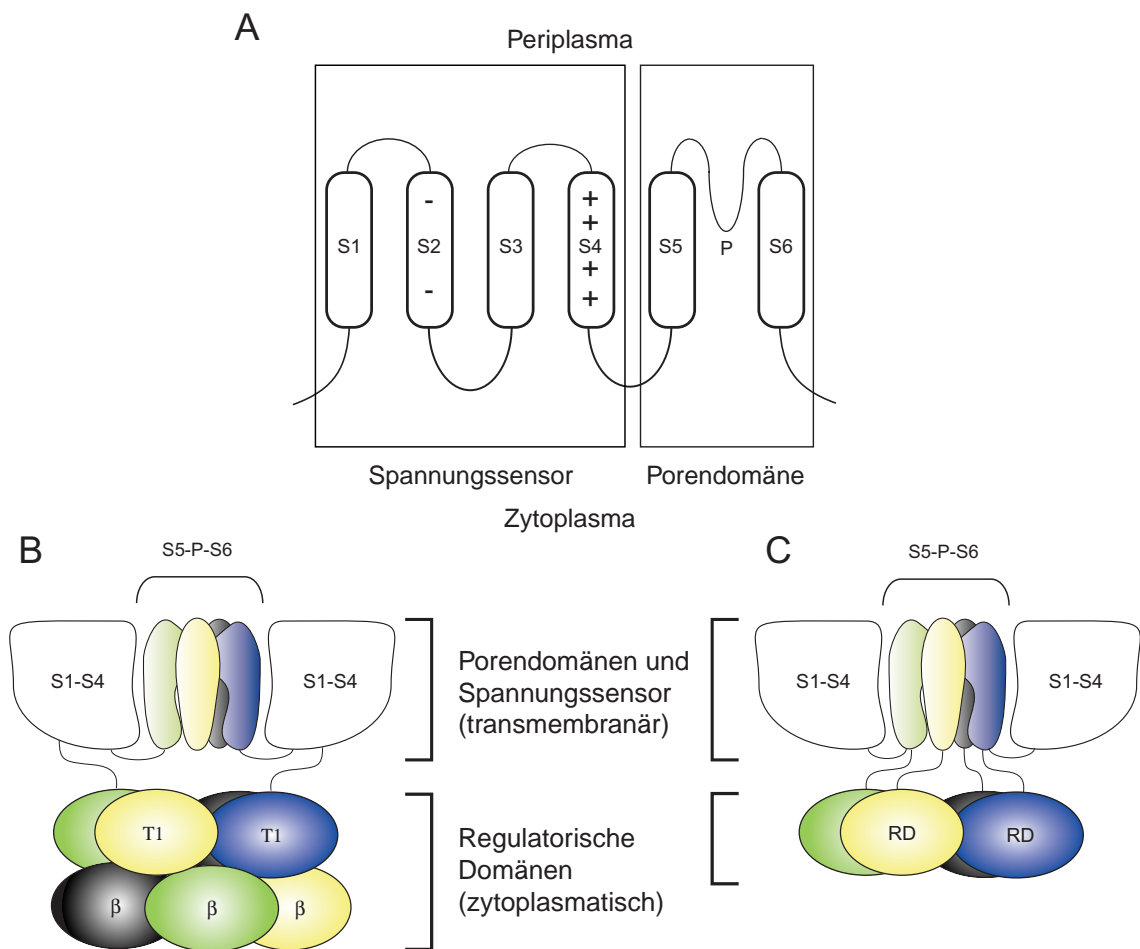 A
Periplasma
S1
S2
S3
S4
S5
P
S6
-
-
+
+
+
+
Spannungssensor
Porendomäne
Zytoplasma
B
S5-P-S6
S1-S4
S1-S4
T1
T1
β
β
β
Porendomänen und
Spannungssensor
(transmembranär)
Regulatorische
Domänen
(zytoplasmatisch)
C
S5-P-S6
S1-S4
S1-S4
RD
RD